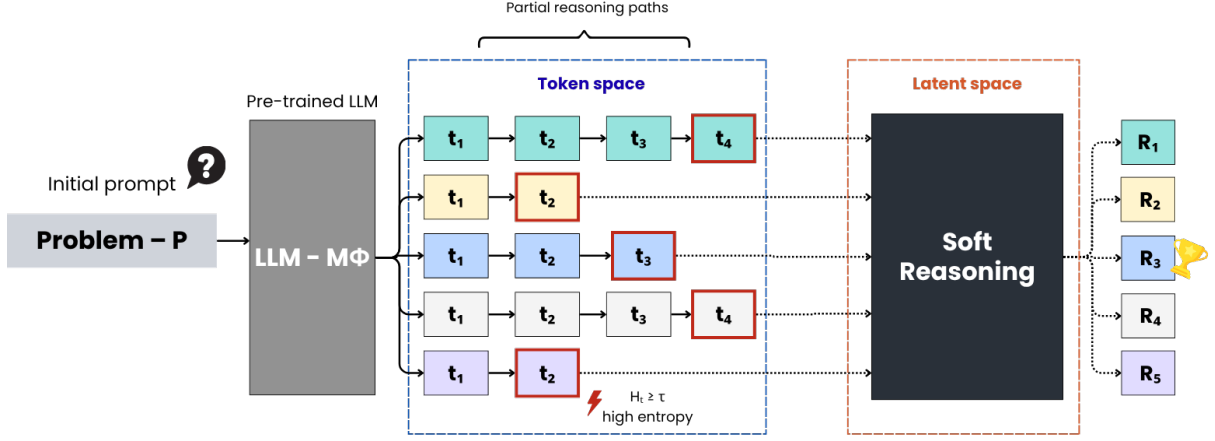 Partial reasoning paths
Token space
Latent space
Pre-trained LLM
Initial prompt ?
Problem – P
LLM - MΦ
t₁ t₂ t₃ t₄
t₁ t₂
t₁ t₂ t₃
t₁ t₂ t₃ t₄
t₁ t₂
Hₜ ≥ τ
high entropy
Soft
Reasoning
R₁
R₂
R₃
R₄
R₅